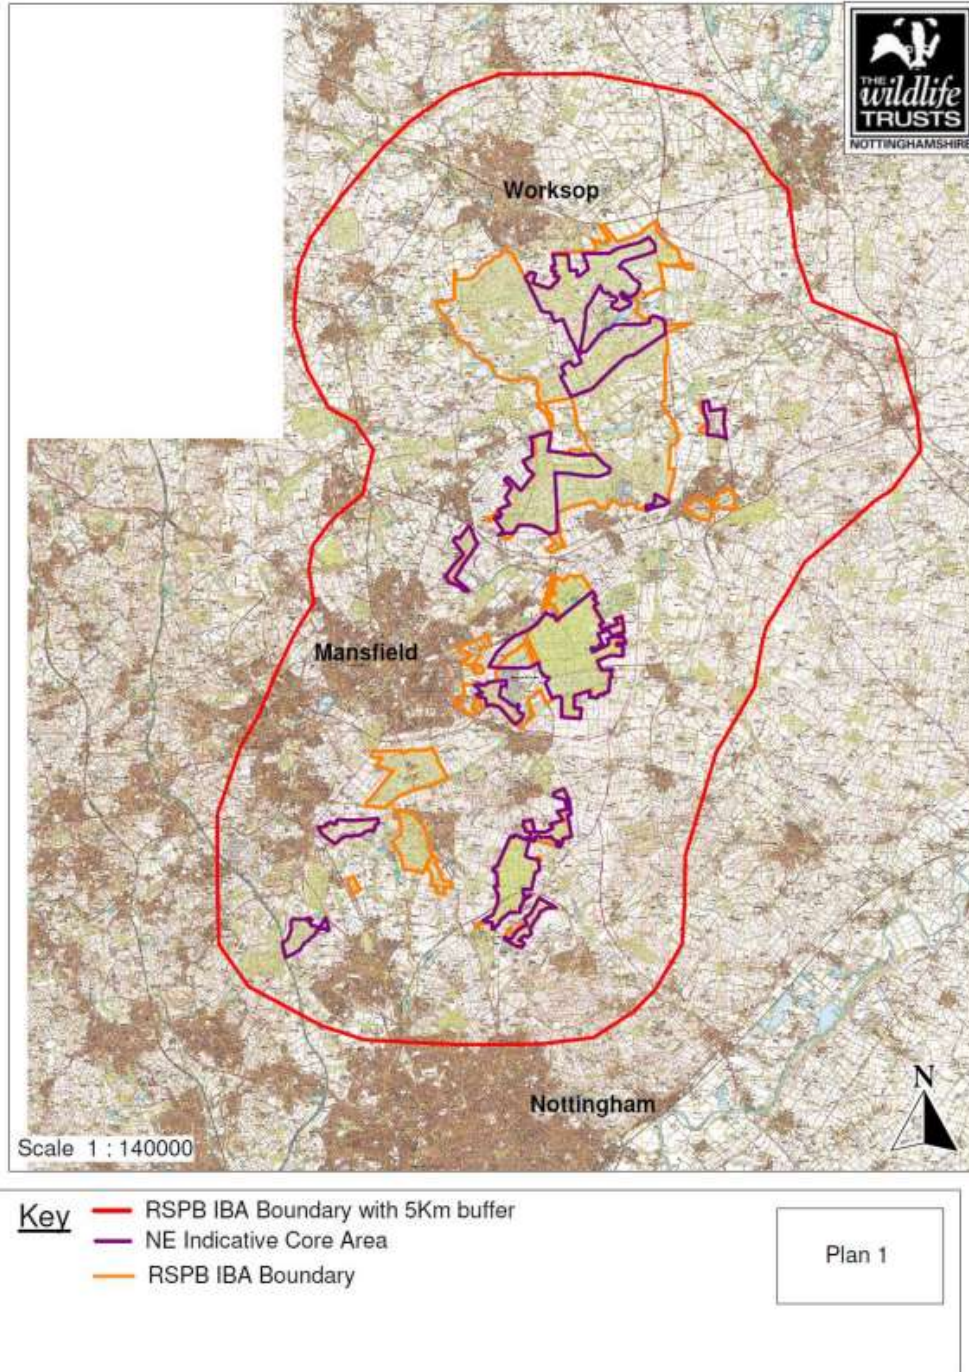 THE
wildlife
TRUSTS
NOTTINGHAMSHIRE
Worksop
Mansfield
Nottingham
N
Scale 1 : 140000
Key
RSPB IBA Boundary with 5Km buffer
NE Indicative Core Area
RSPB IBA Boundary
Plan 1